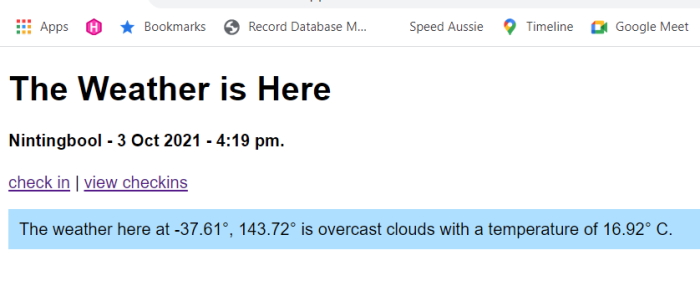 Apps H Bookmarks Record Database M... Speed Aussie Timeline Google Meet
The Weather is Here
Nintingbool - 3 Oct 2021 - 4:19 pm.
check in | view checkins
The weather here at -37.61°, 143.72° is overcast clouds with a temperature of 16.92° C.